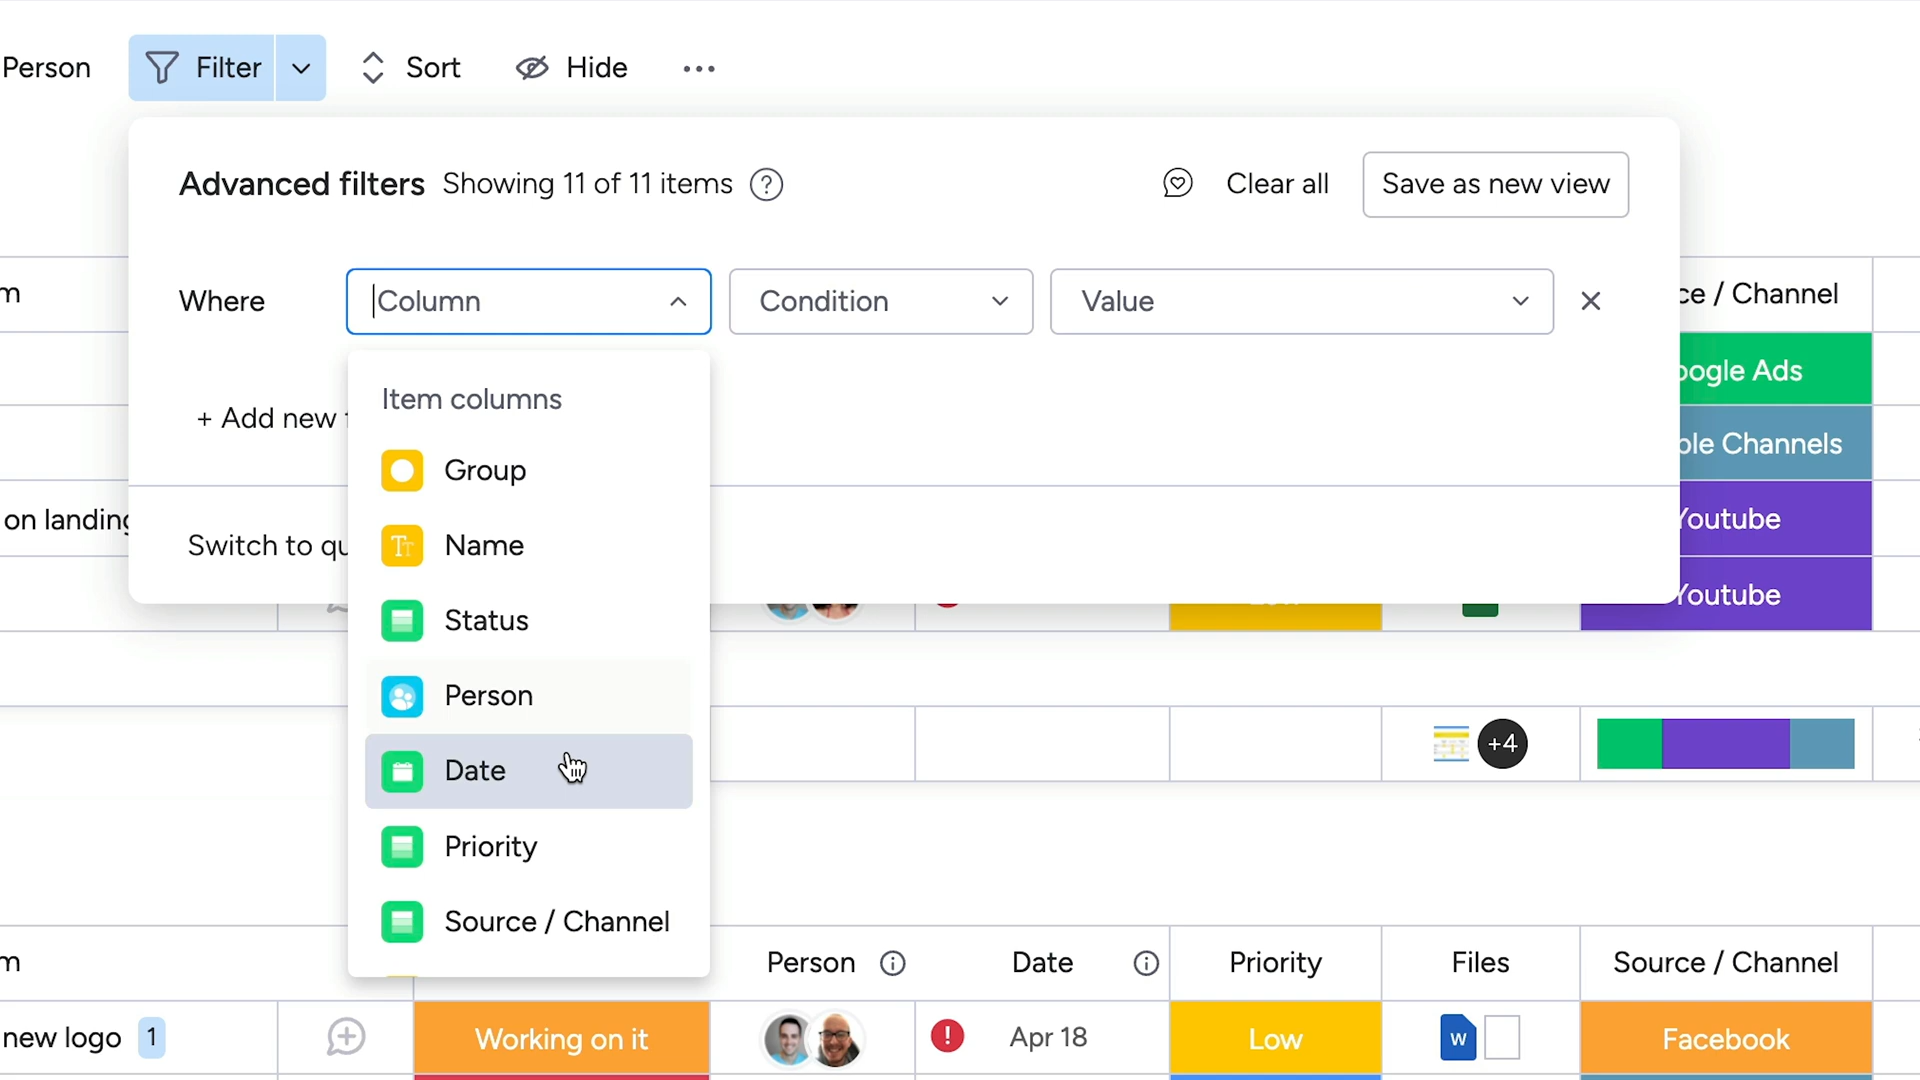 Person Filter Sort Hide
Advanced filters Showing 11 of 11 items ? Clear all Save as new view
Where Column Condition Value
m ce / Channel
Item columns
oogle Ads
+ Add new
ple Channels
Group
on landing Youtube
Switch to qu Name
Youtube
Status
Person
+4
Date
Priority
Source / Channel
m Person Date Priority Files Source / Channel
new logo 1 Working on it ! Apr 18 Low W Facebook